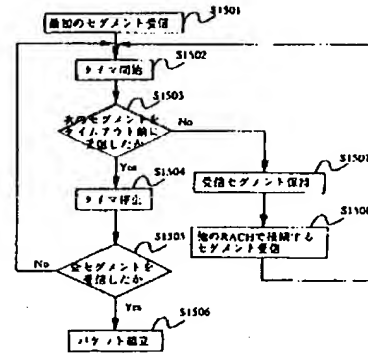 最初のセグメント受信
S1501
S1502
タイマ開始
S1503
次のセグメントを
タイムアウト前に
受信したか
No
Yes
S1504
タイマ停止
S1507
受信セグメント保持
S1508
他のRACHで接続する
セグメント受信
S1505
全セグメントを
受信したか
No
Yes
S1506
パケット組立